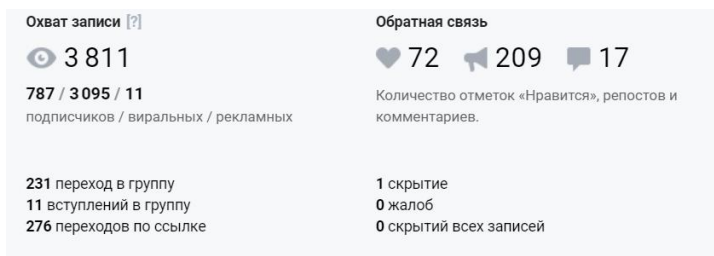 Охват записи [?]
3 811
787 / 3 095 / 11
подписчиков / виральных / рекламных
231 переход в группу
11 вступлений в группу
276 переходов по ссылке
Обратная связь
72 209 17
Количество отметок «Нравится», репостов и
комментариев.
1 скрытие
0 жалоб
0 скрытий всех записей